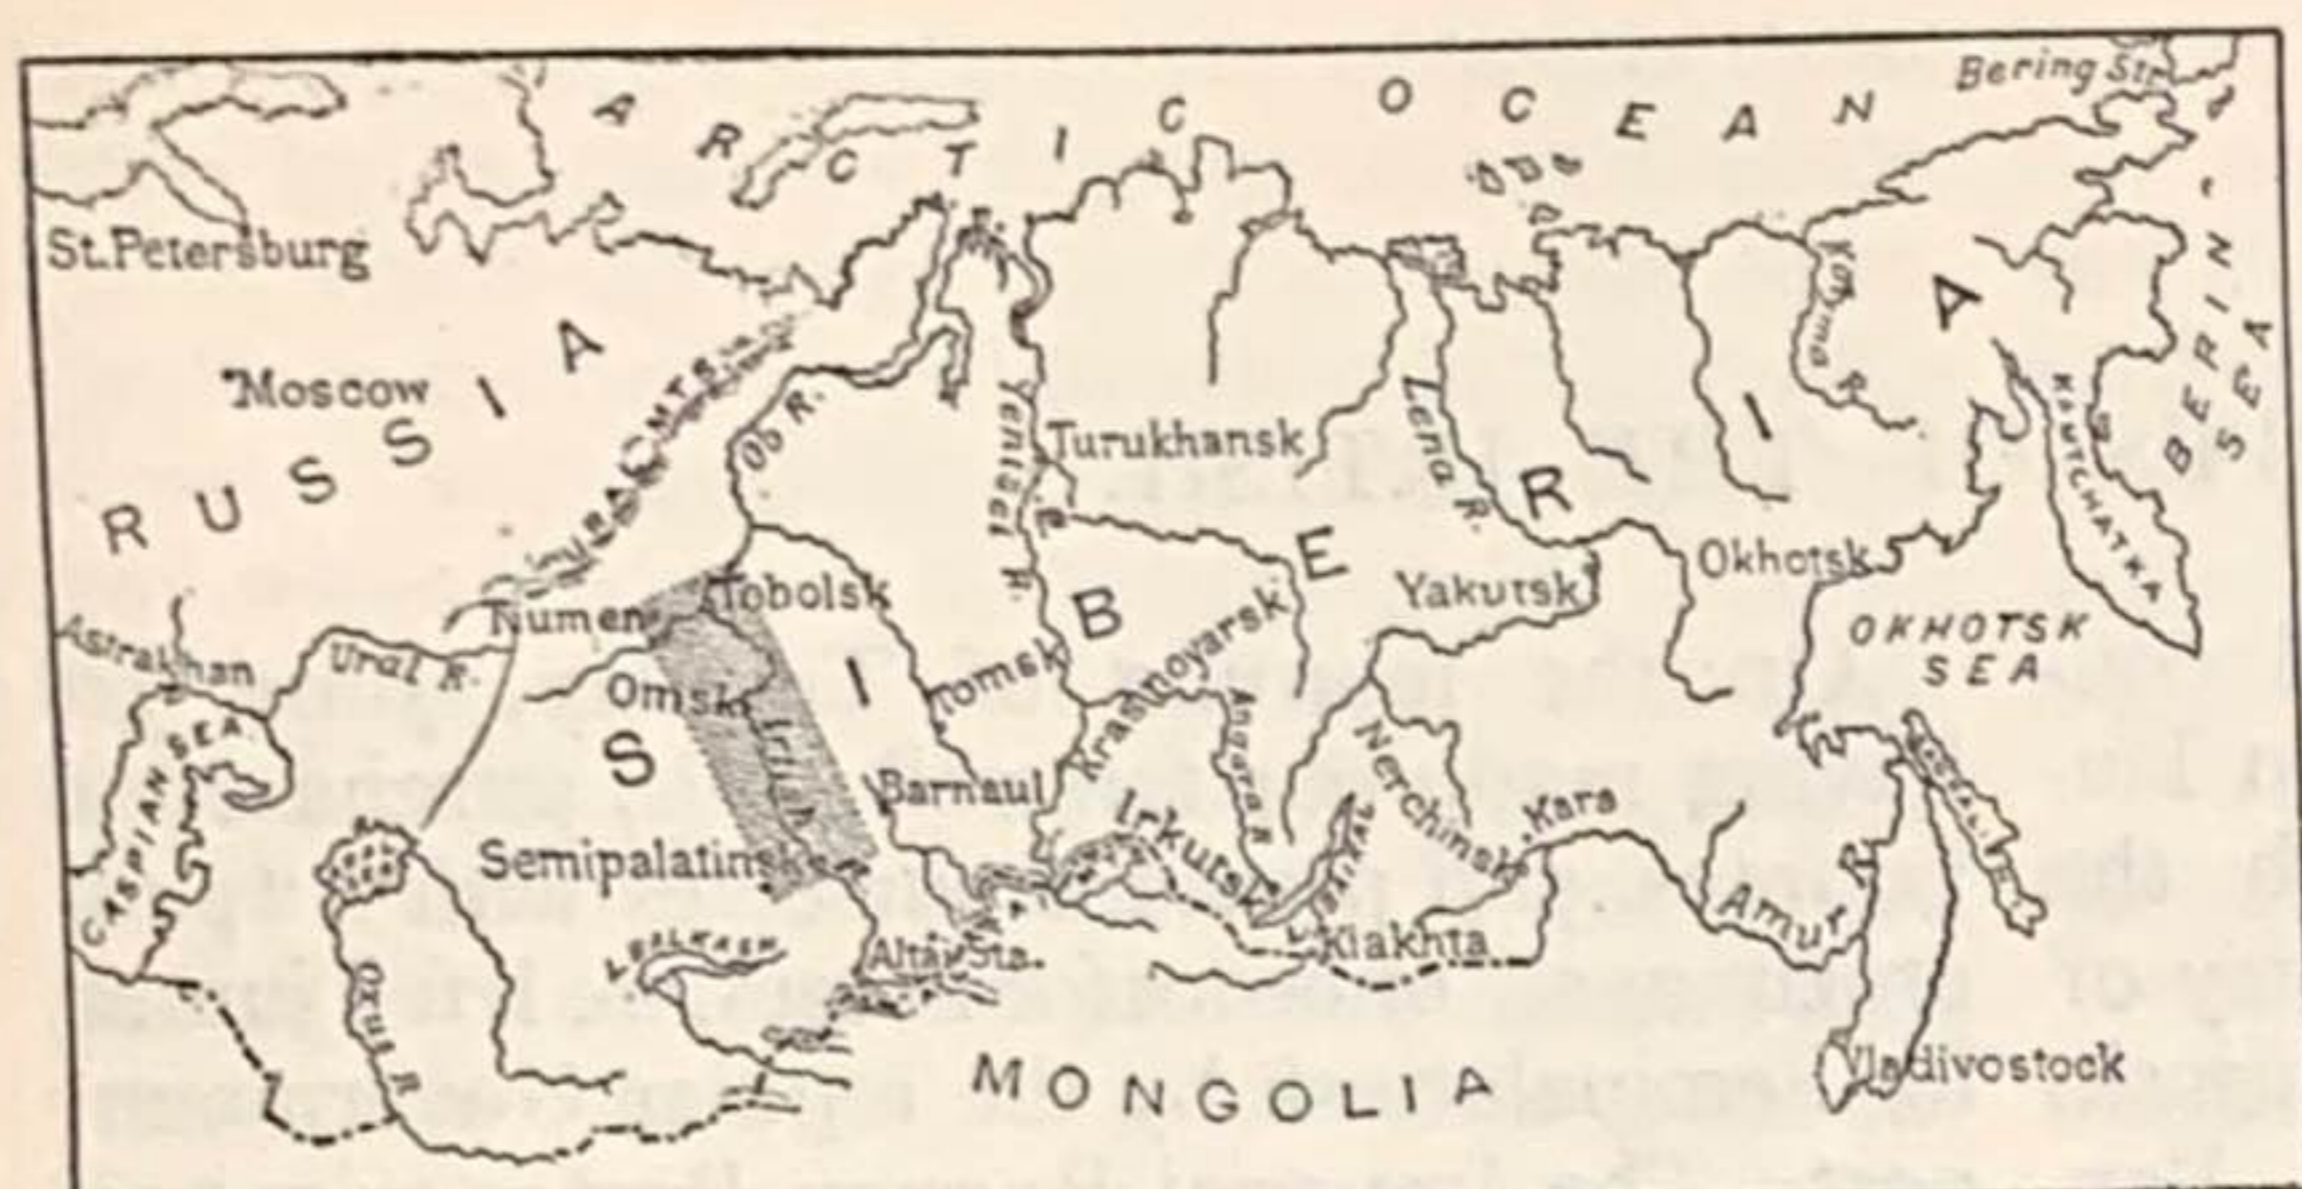 Bering Str.
ARCTIC OCEAN
St.Petersburg
Moscow
RUSSIA
URAL MTS.
Ob R.
Yenisei R.
Turukhansk
Lena R.
Kolyma R.
KAMTCHATKA
BERING SEA
SIBERIA
Okhotsk
Yakutsk
OKHOTSK
SEA
Tiumen
Tobolsk
Astrakhan
Ural R.
Omsk
Irtish
Tomsk
Krasnoyarsk
Angara R.
Nerchinsk
CASPIAN SEA
Barnaul
Irkutsk
Kara
L. BAIKAL
Semipalatinsk
Amur R.
L. BALKASH
Altai Sta.
Kiakhta
Oxus R.
MONGOLIA
Vladivostock